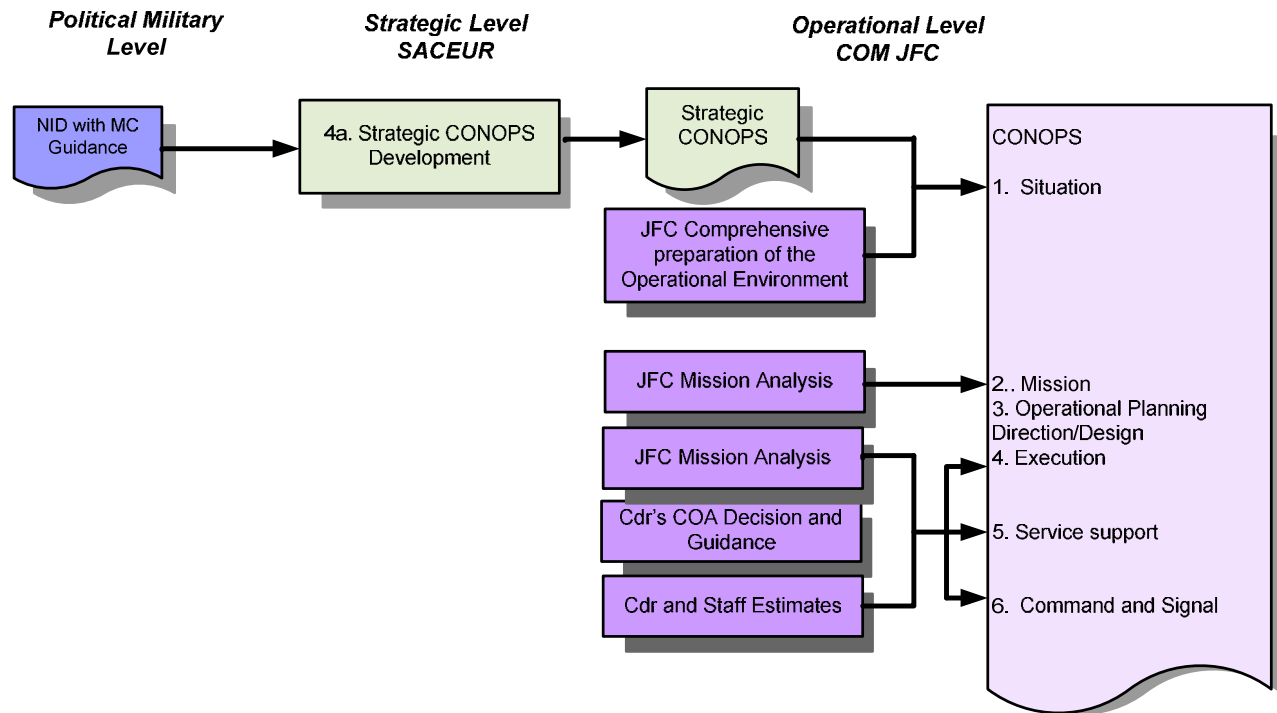 Political Military
Level
Strategic Level
SACEUR
Operational Level
COM JFC
NID with MC
Guidance
4a. Strategic CONOPS
Development
Strategic
CONOPS
JFC Comprehensive
preparation of the
Operational Environment
JFC Mission Analysis
JFC Mission Analysis
Cdr's COA Decision and
Guidance
Cdr and Staff Estimates
CONOPS
1. Situation
2.. Mission
3. Operational Planning
Direction/Design
4. Execution
5. Service support
6. Command and Signal